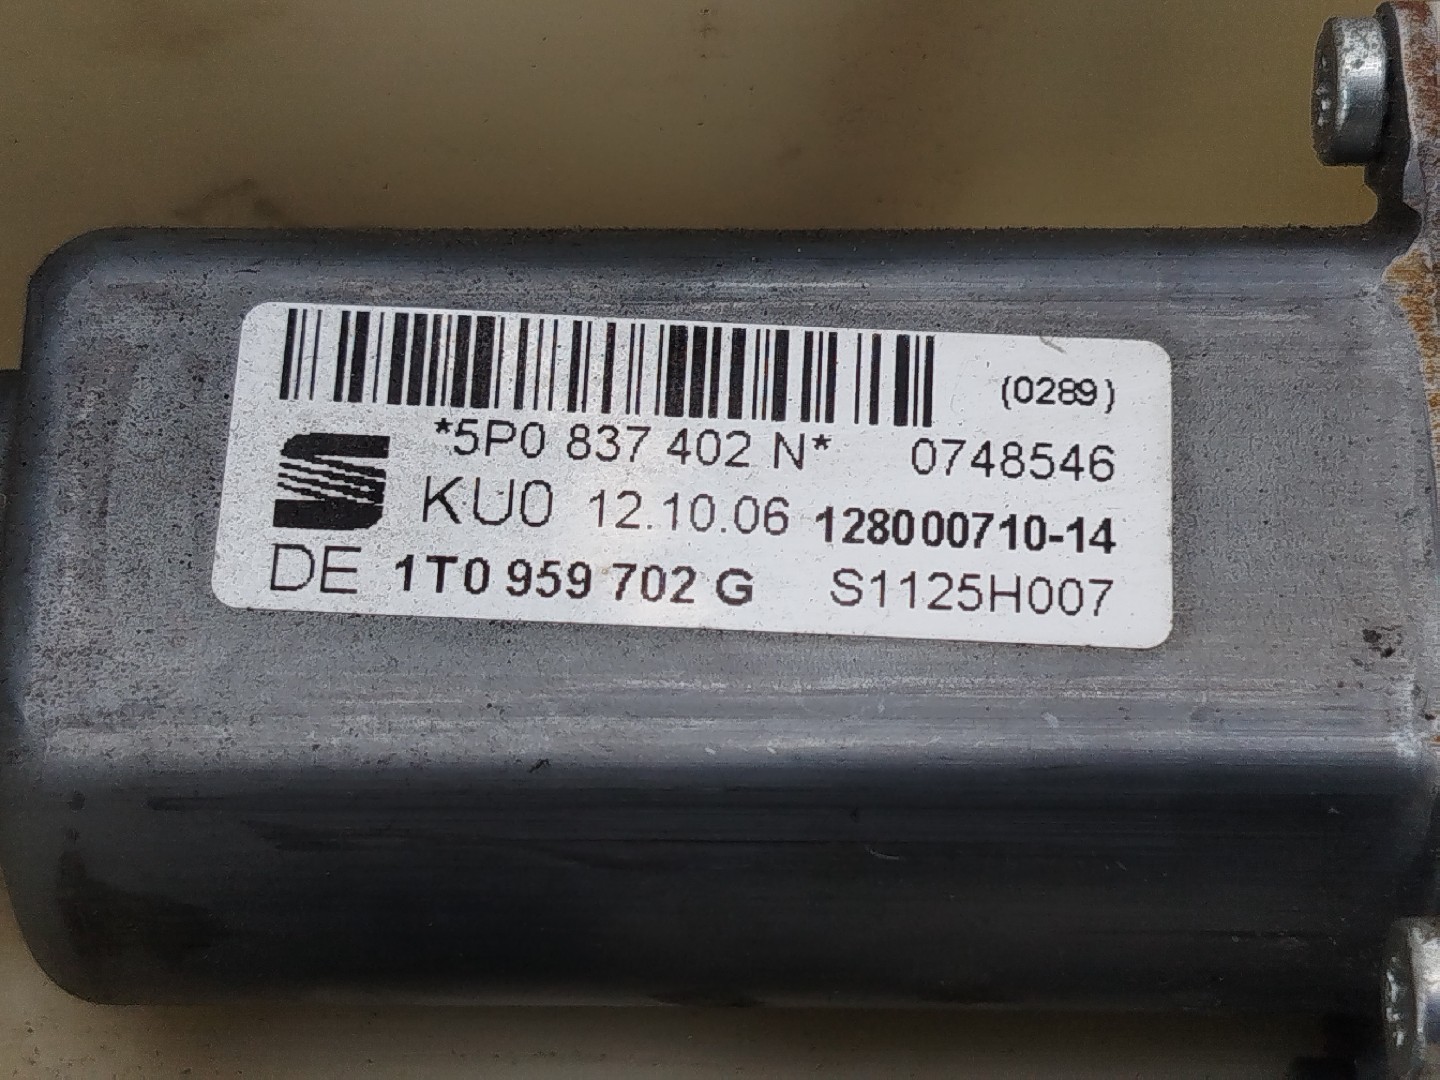 (0289)
*5P0 837 402 N* 0748546
KU0 12.10.06 128000710-14
DE 1T0 959 702 G S1125H007